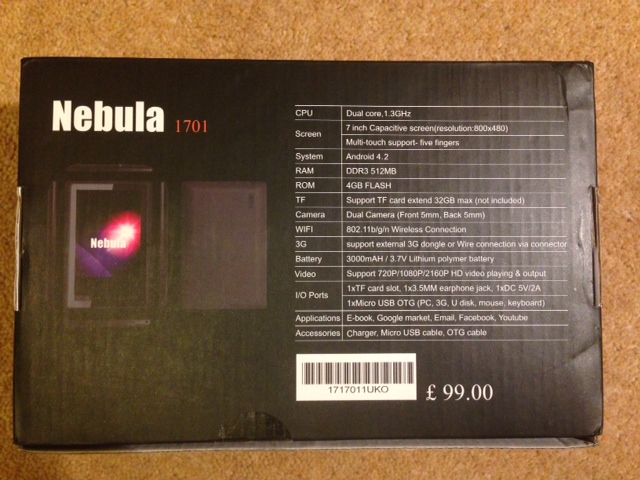 Nebula 1701
CPU Dual core,1.3GHz
Screen 7 inch Capacitive screen(resolution:800x480)
Multi-touch support- five fingers
System Android 4.2
RAM DDR3 512MB
ROM 4GB FLASH
TF Support TF card extend 32GB max (not included)
Camera Dual Camera (Front 5mm, Back 5mm)
WIFI 802.11b/g/n Wireless Connection
3G support external 3G dongle or Wire connection via connector
Battery 3000mAH / 3.7V Lithium polymer battery
Video Support 720P/1080P/2160P HD video playing & output
I/O Ports 1xTF card slot, 1x3.5MM earphone jack, 1xDC 5V/2A
1xMicro USB OTG (PC, 3G, U disk, mouse, keyboard)
Applications E-book, Google market, Email, Facebook, Youtube
Accessories Charger, Micro USB cable, OTG cable
Nebula
1717011UKO
£ 99.00